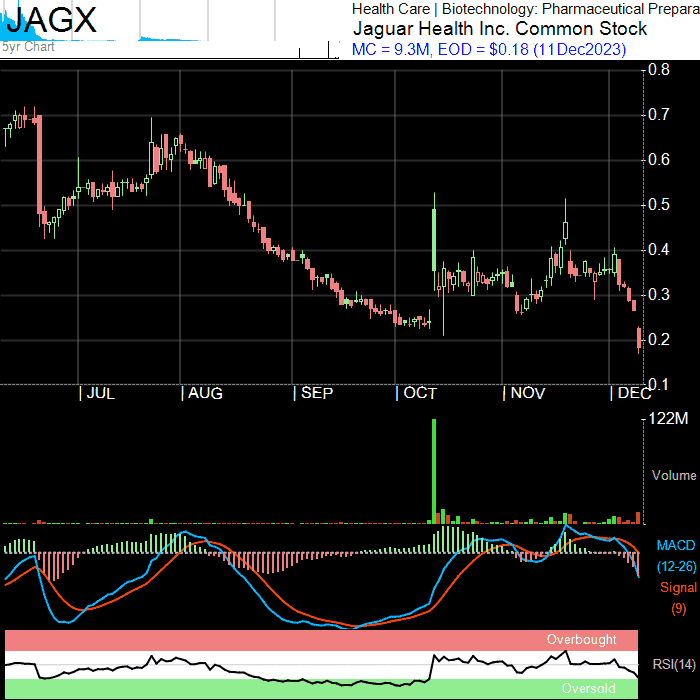 JAGX
5yr Chart
Health Care | Biotechnology: Pharmaceutical Prepara
Jaguar Health Inc. Common Stock
MC = 9.3M, EOD = $0.18 (11Dec2023)
0.8
0.7
0.6
0.5
0.4
0.3
0.2
0.1
JUL
AUG
SEP
OCT
NOV
DEC
122M
Volume
MACD
(12-26)
Signal
(9)
Overbought
RSI(14)
Oversold